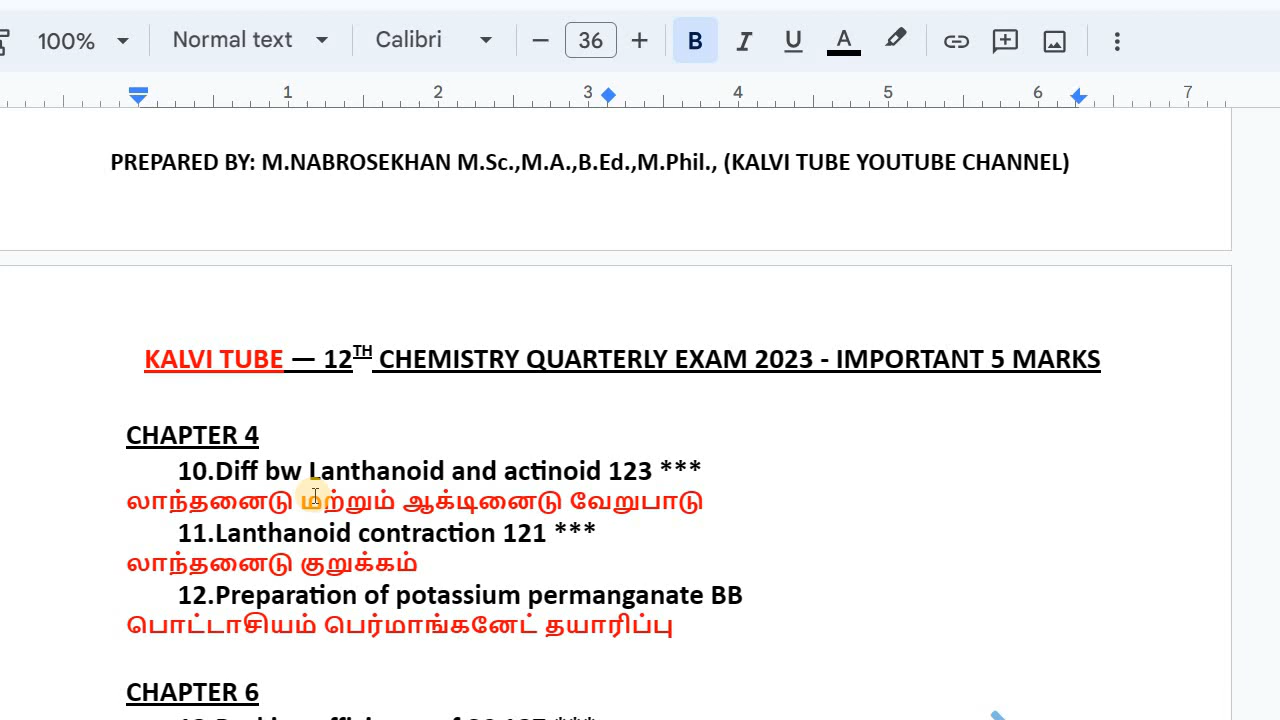 100% Normal text Calibri 36 B I U A
1 2 3 4 5 6 7
PREPARED BY: M.NABROSEKHAN M.Sc.,M.A.,B.Ed.,M.Phil., (KALVI TUBE YOUTUBE CHANNEL)
KALVI TUBE — 12TH CHEMISTRY QUARTERLY EXAM 2023 - IMPORTANT 5 MARKS
CHAPTER 4
10.Diff bw Lanthanoid and actinoid 123 ***
லாந்தனைடு மற்றும் ஆக்டினைடு வேறுபாடு
11.Lanthanoid contraction 121 ***
லாந்தனைடு குறுக்கம்
12.Preparation of potassium permanganate BB
பொட்டாசியம் பெர்மாங்கனேட் தயாரிப்பு
CHAPTER 6